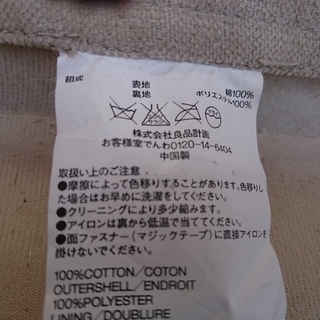 組成
表地 綿100%
裏地 ポリエステル100%
株式会社良品計画
お客様室でんわ0120-14-6404
中国製
取扱い上のご注意
●摩擦によって色移りすることがあります。色移りし
た場合はお早めに洗濯をしてください。
●クリーニングにより多少縮みます。
●アイロンは裏から低温で当ててください。
●面ファスナー(マジックテープ)に直接アイロンを
掛けないでください。
100%COTTON/COTON
OUTERSHELL/ENDROIT
100%POLYESTER
LINING/DOUBLURE